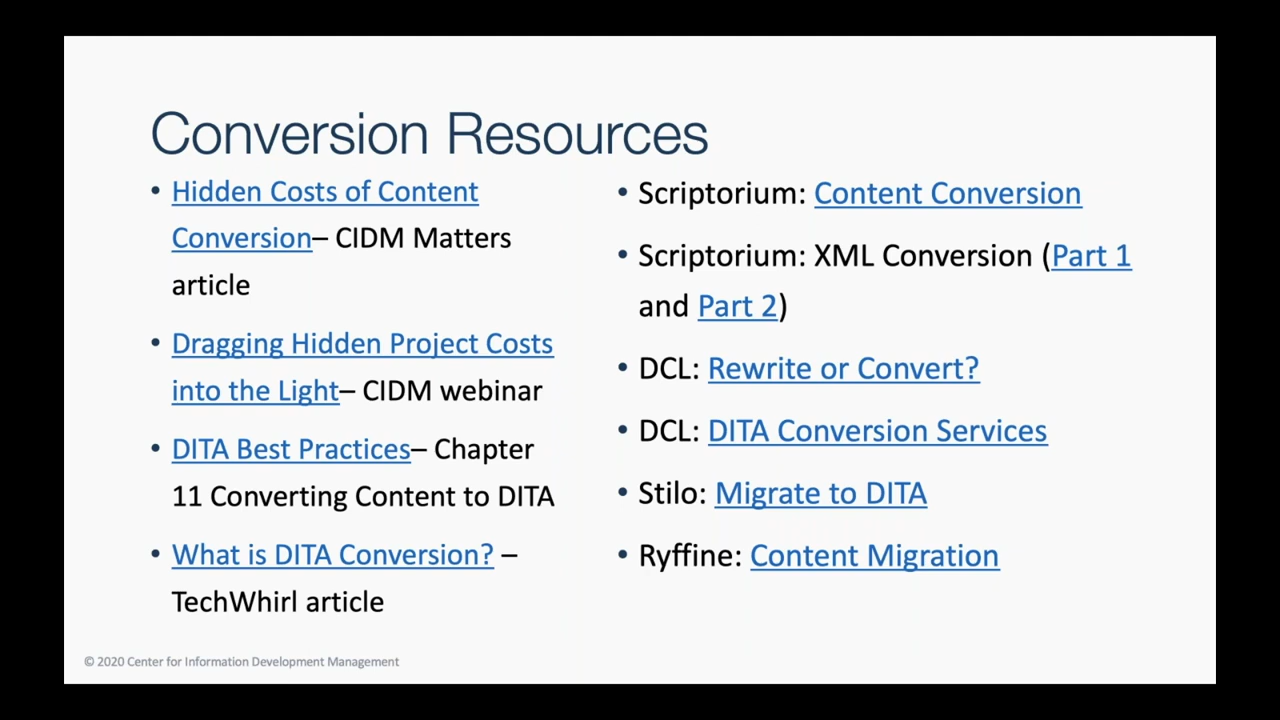 Conversion Resources
• Hidden Costs of Content
Conversion– CIDM Matters
article
• Dragging Hidden Project Costs
into the Light– CIDM webinar
• DITA Best Practices– Chapter
11 Converting Content to DITA
• What is DITA Conversion? –
TechWhirl article
• Scriptorium: Content Conversion
• Scriptorium: XML Conversion (Part 1
and Part 2)
• DCL: Rewrite or Convert?
• DCL: DITA Conversion Services
• Stilo: Migrate to DITA
• Ryffine: Content Migration
© 2020 Center for Information Development Management